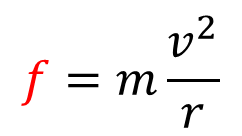 f = m v²/r